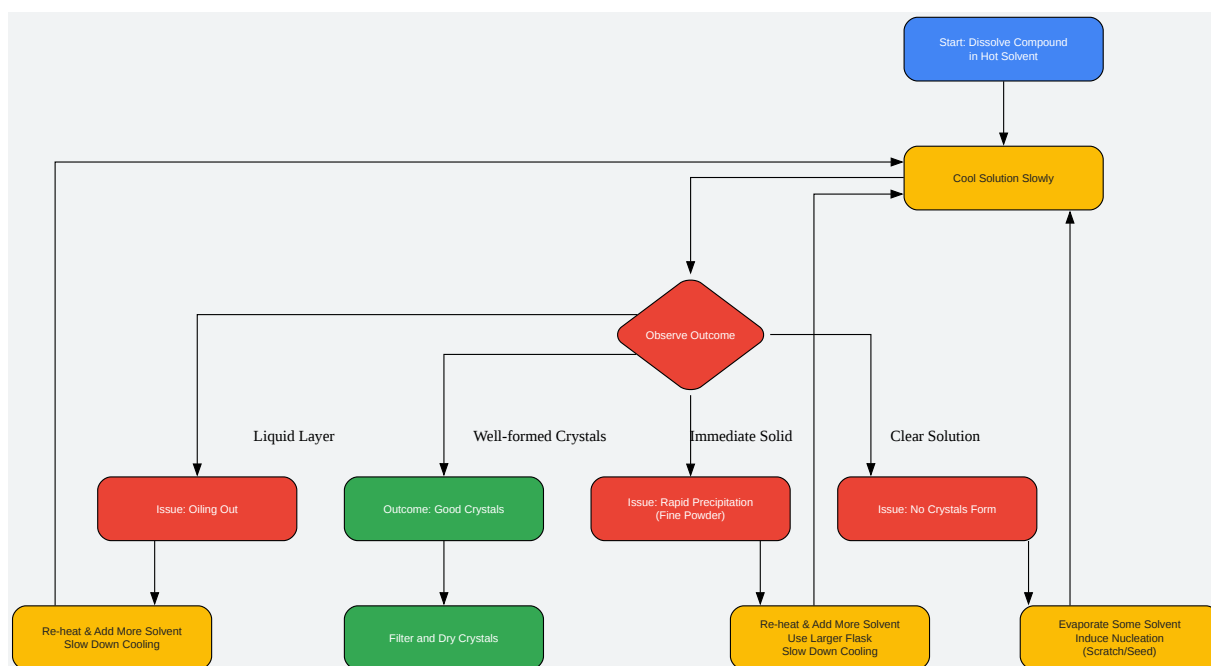 Start: Dissolve Compound
in Hot Solvent
Cool Solution Slowly
Observe Outcome
Liquid Layer
Well-formed Crystals
Immediate Solid
Clear Solution
Issue: Oiling Out
Outcome: Good Crystals
Issue: Rapid Precipitation
(Fine Powder)
Issue: No Crystals Form
Re-heat & Add More Solvent
Slow Down Cooling
Filter and Dry Crystals
Re-heat & Add More Solvent
Use Larger Flask
Slow Down Cooling
Evaporate Some Solvent
Induce Nucleation
(Scratch/Seed)